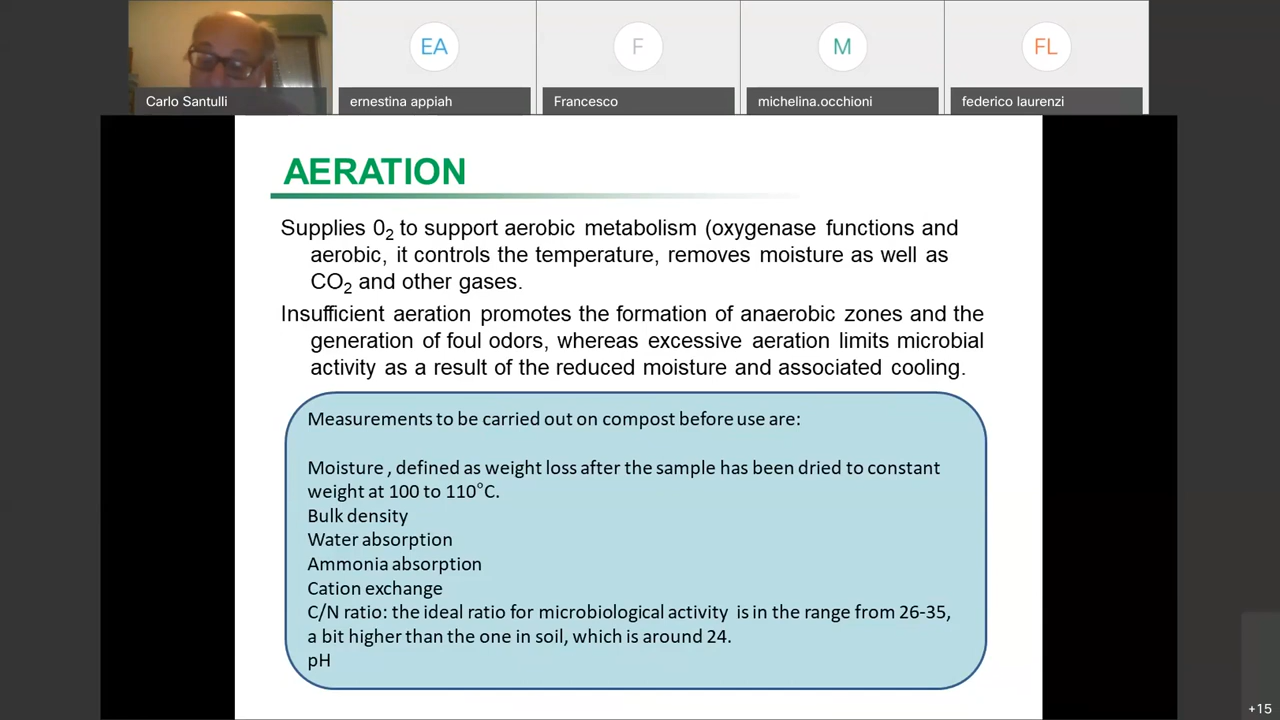 EA
F
M
FL
Carlo Santulli
ernestina appiah
Francesco
michelina.occhioni
federico laurenzi
AERATION
Supplies 0₂ to support aerobic metabolism (oxygenase functions and
aerobic, it controls the temperature, removes moisture as well as
CO₂ and other gases.
Insufficient aeration promotes the formation of anaerobic zones and the
generation of foul odors, whereas excessive aeration limits microbial
activity as a result of the reduced moisture and associated cooling.
Measurements to be carried out on compost before use are:
Moisture , defined as weight loss after the sample has been dried to constant
weight at 100 to 110°C.
Bulk density
Water absorption
Ammonia absorption
Cation exchange
C/N ratio: the ideal ratio for microbiological activity is in the range from 26-35,
a bit higher than the one in soil, which is around 24.
pH
+15